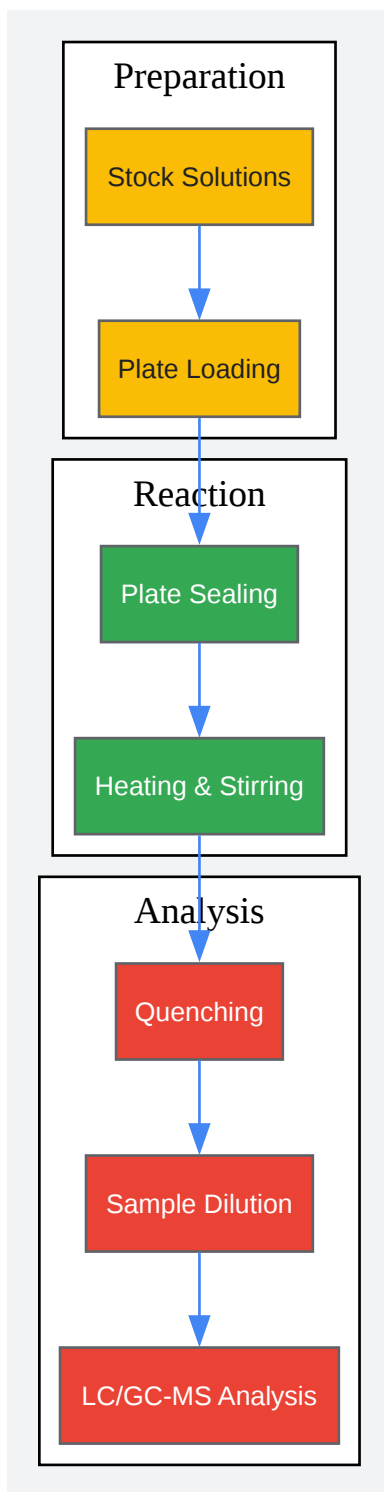 Preparation
Stock Solutions
Plate Loading
Reaction
Plate Sealing
Heating & Stirring
Analysis
Quenching
Sample Dilution
LC/GC-MS Analysis